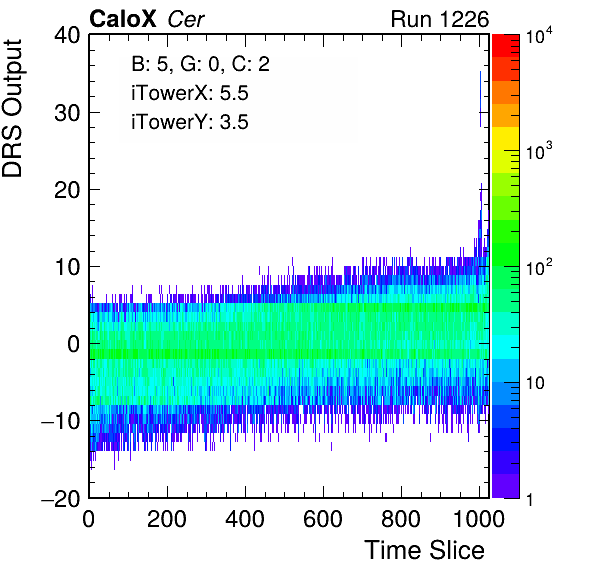 CaloX Cer Run 1226
DRS Output
B: 5, G: 0, C: 2
iTowerX: 5.5
iTowerY: 3.5
40
30
20
10
0
−10
−20
0 200 400 600 800 1000
Time Slice
10^4
10^3
10^2
10
1